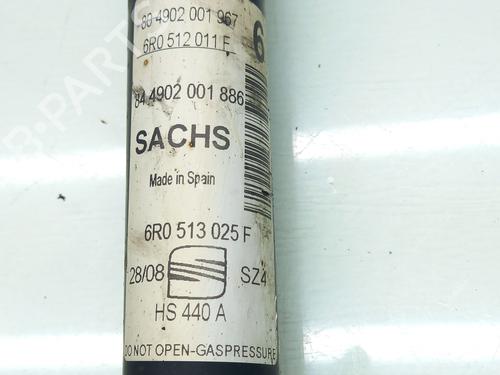 80 4902 001 967
6R0 512 011 F
6
84 4902 001 886
SACHS
Made in Spain
6R0 513 025 F
28/08
SZ4
HS 440 A
DO NOT OPEN-GASPRESSURE
B-PARTS